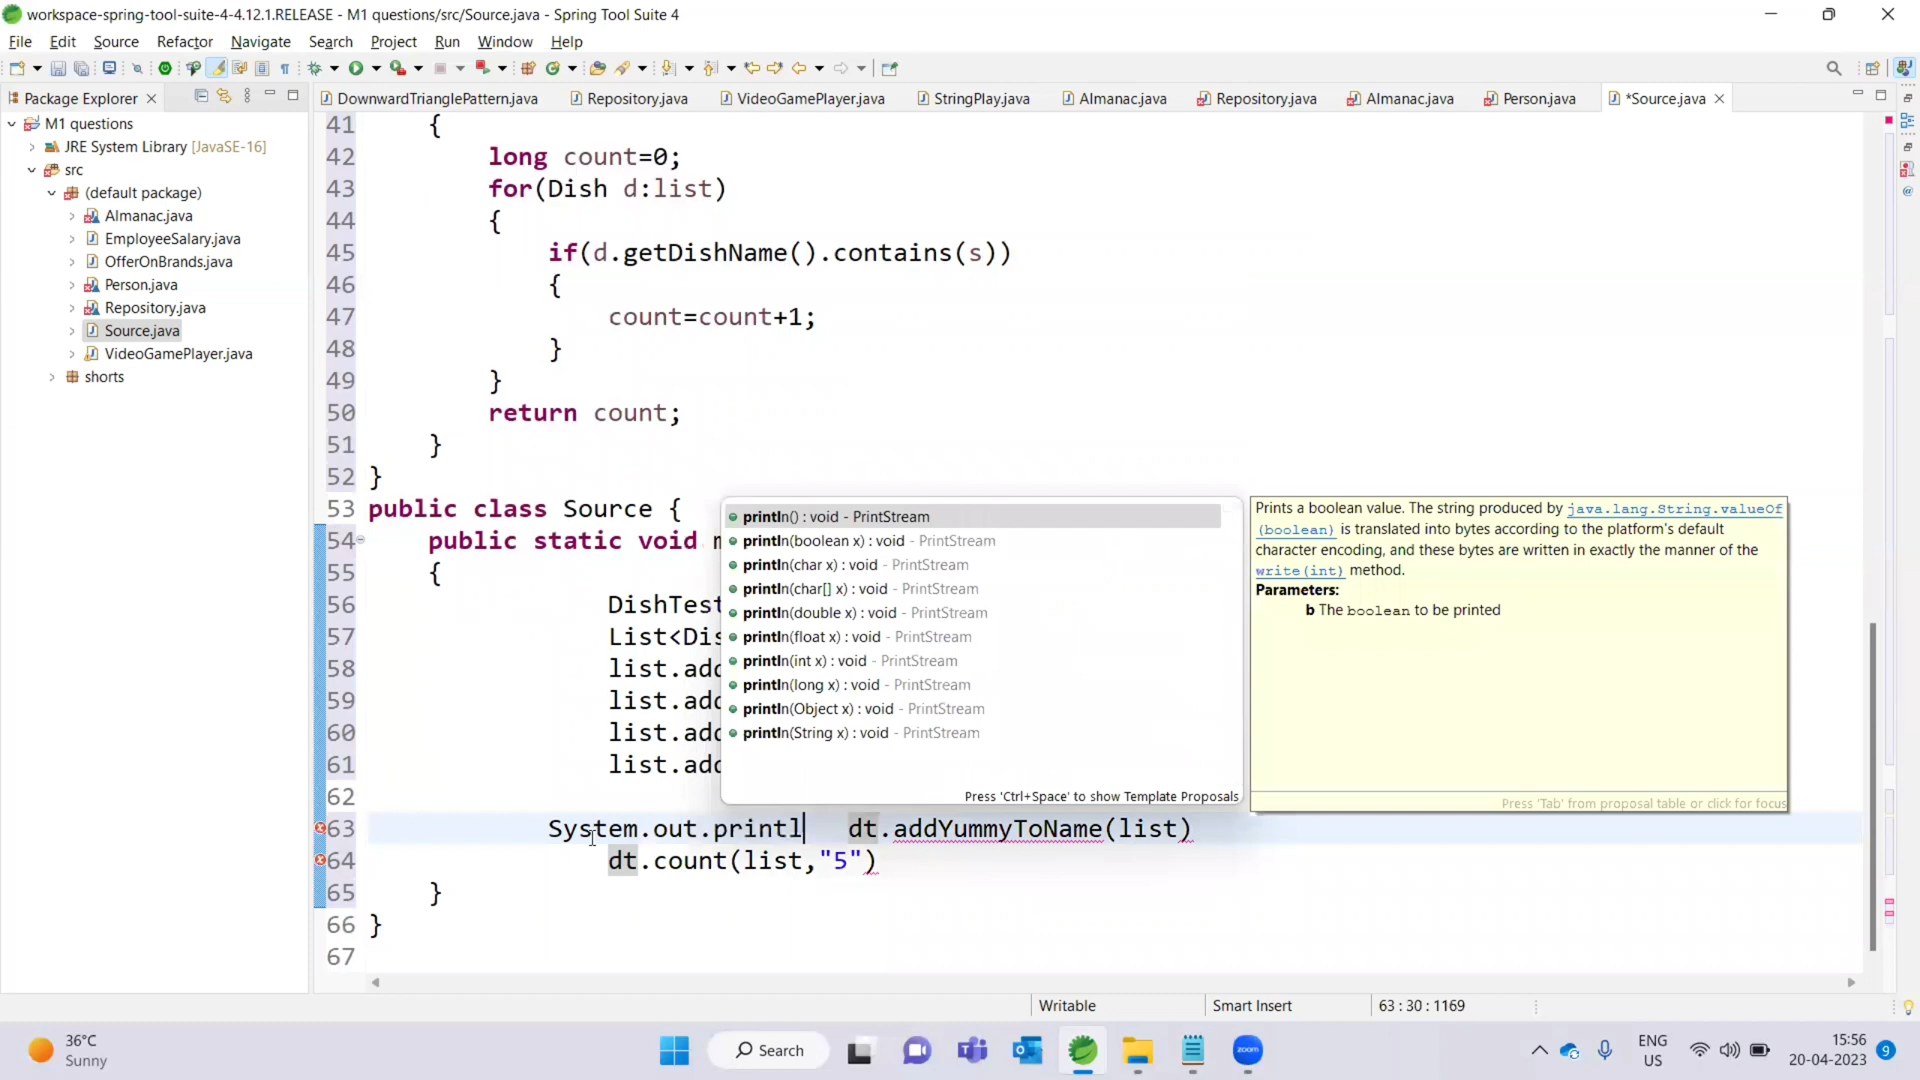 workspace-spring-tool-suite-4-4.12.1.RELEASE - M1 questions/src/Source.java - Spring Tool Suite 4
File Edit Source Refactor Navigate Search Project Run Window Help
Package Explorer
DownwardTrianglePattern.java Repository.java VideoGamePlayer.java StringPlay.java Almanac.java Repository.java Almanac.java Person.java *Source.java
M1 questions
JRE System Library [JavaSE-16]
src
(default package)
Almanac.java
EmployeeSalary.java
OfferOnBrands.java
Person.java
Repository.java
Source.java
VideoGamePlayer.java
shorts
41 {
42 long count=0;
43 for(Dish d:list)
44 {
45 if(d.getDishName().contains(s))
46 {
47 count=count+1;
48 }
49 }
50 return count;
51 }
52 }
53 public class Source {
54 public static void m
55 {
56 DishTest
57 List<Dis
58 list.add
59 list.add
60 list.add
61 list.add
62
63 System.out.printl dt.addYummyToName(list)
64 dt.count(list,"5")
65 }
66 }
67
println() : void - PrintStream
println(boolean x) : void - PrintStream
println(char x) : void - PrintStream
println(char[] x) : void - PrintStream
println(double x) : void - PrintStream
println(float x) : void - PrintStream
println(int x) : void - PrintStream
println(long x) : void - PrintStream
println(Object x) : void - PrintStream
println(String x) : void - PrintStream
Press 'Ctrl+Space' to show Template Proposals
Prints a boolean value. The string produced by java.lang.String.valueOf
(boolean) is translated into bytes according to the platform's default
character encoding, and these bytes are written in exactly the manner of the
write(int) method.
Parameters:
b The boolean to be printed
Press 'Tab' from proposal table or click for focus
Writable Smart Insert 63 : 30 : 1169
36°C
Sunny
Search
zoom
ENG
US
15:56
20-04-2023
9